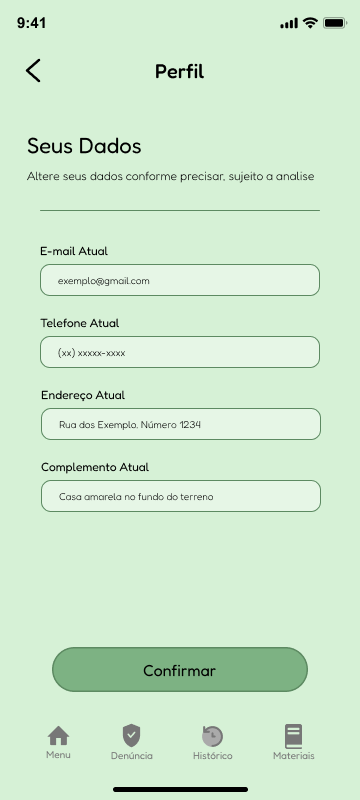 9:41
Perfil
Seus Dados
Altere seus dados conforme precisar, sujeito a analise
E-mail Atual
exemplo@gmail.com
Telefone Atual
(xx) xxxxx-xxxx
Endereço Atual
Rua dos Exemplo, Número 1234
Complemento Atual
Casa amarela no fundo do terreno
Confirmar
Menu Denúncia Histórico Materiais